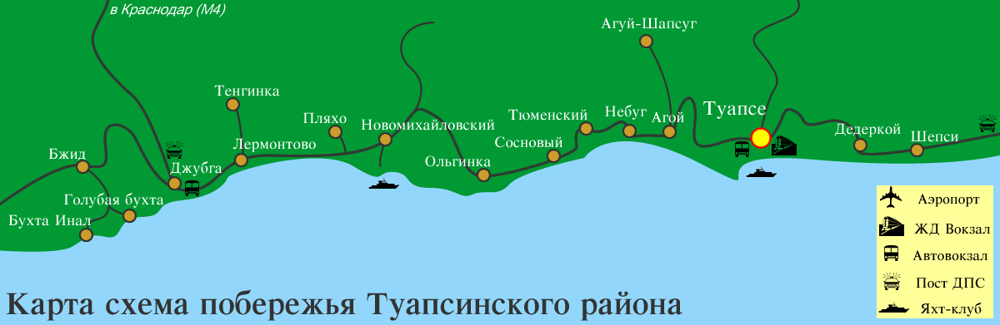 в Краснодар (М4)
Агуй-Шапсуг
Тенгинка
Туапсе
Небуг
Тюменский
Агой
Пляхо
Новомихайловский
Дедеркой
Шепси
Сосновый
Лермонтово
Бжид
Ольгинка
Джубга
Голубая бухта
Бухта Инал
Аэропорт
ЖД Вокзал
Автовокзал
Пост ДПС
Яхт-клуб
Карта схема побережья Туапсинского района